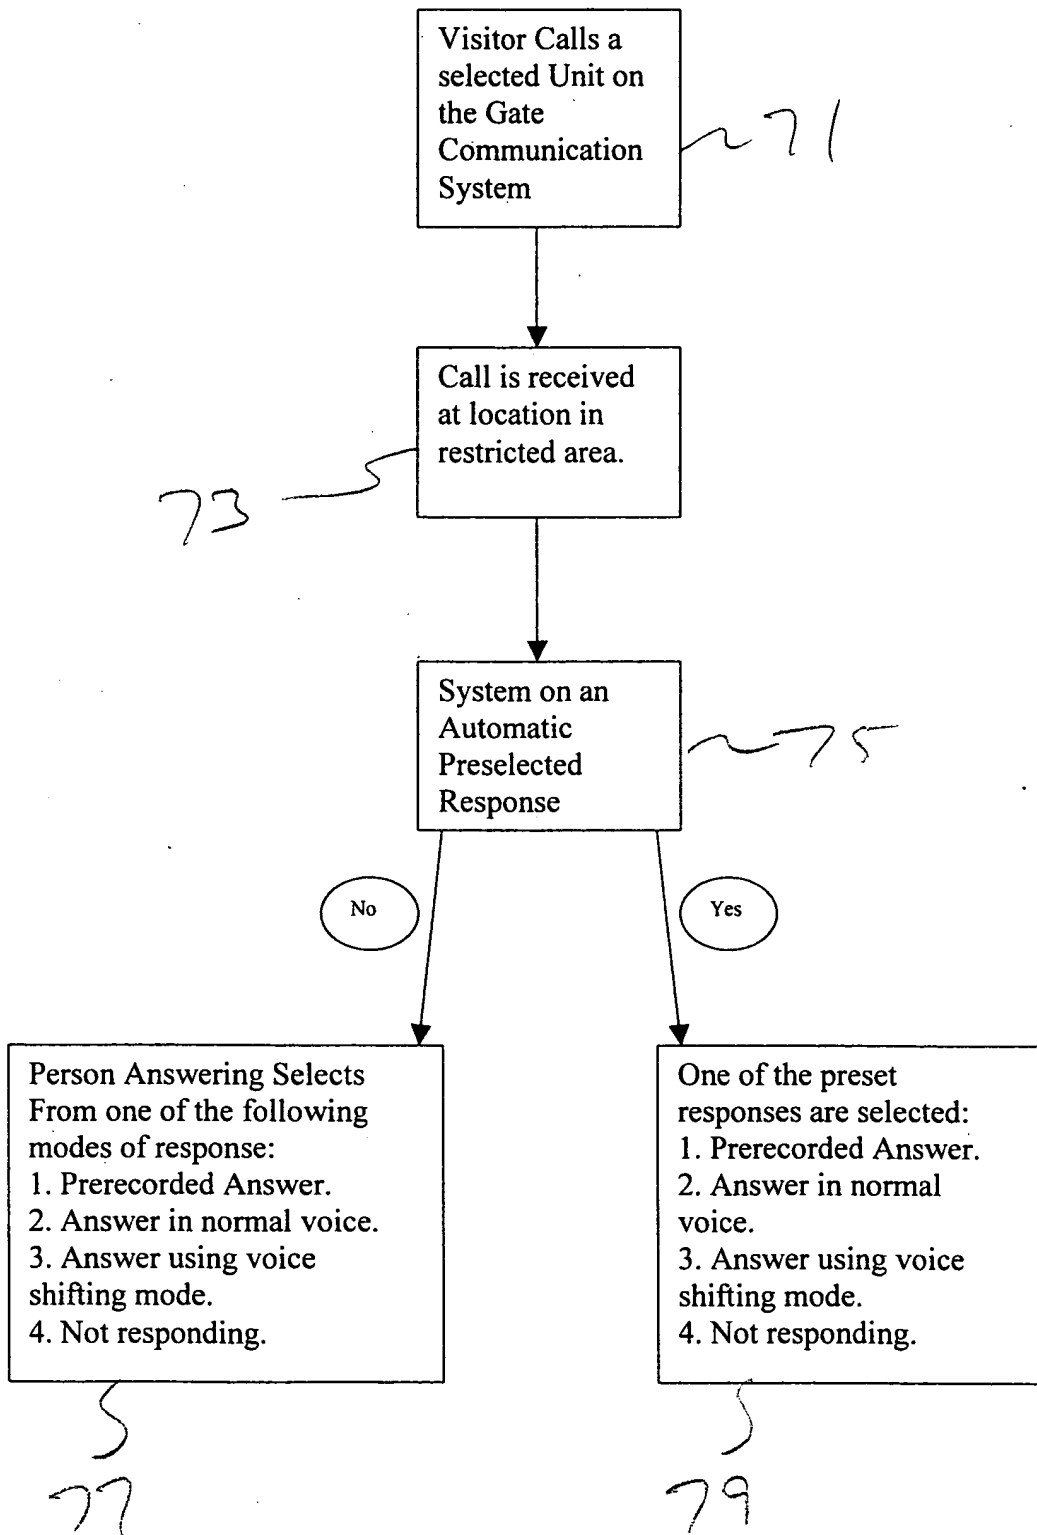 Visitor Calls a
selected Unit on
the Gate
Communication
System
71
Call is received
at location in
restricted area.
73
System on an
Automatic
Preselected
Response
75
No
Yes
Person Answering Selects
From one of the following
modes of response:
1. Prerecorded Answer.
2. Answer in normal voice.
3. Answer using voice
shifting mode.
4. Not responding.
77
One of the preset
responses are selected:
1. Prerecorded Answer.
2. Answer in normal
voice.
3. Answer using voice
shifting mode.
4. Not responding.
79